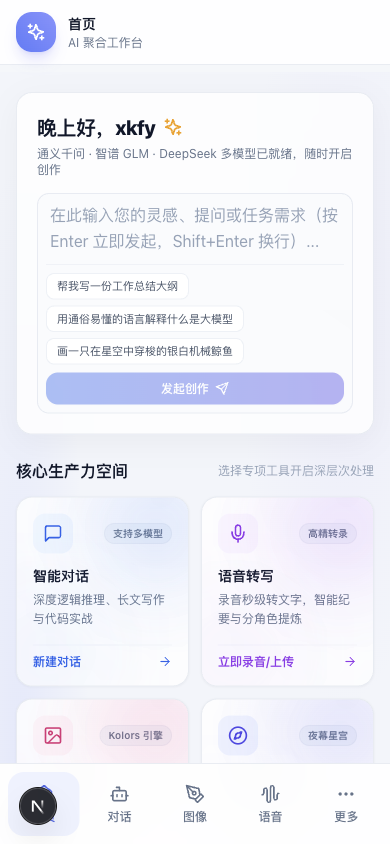 首页
AI 聚合工作台
晚上好，xkfy
通义千问 · 智谱 GLM · DeepSeek 多模型已就绪，随时开启
创作
在此输入您的灵感、提问或任务需求（按
Enter 立即发起，Shift+Enter 换行）...
帮我写一份工作总结大纲
用通俗易懂的语言解释什么是大模型
画一只在星空中穿梭的银白机械鲸鱼
发起创作
核心生产力空间
选择专项工具开启深层次处理
支持多模型
智能对话
深度逻辑推理、长文写作
与代码实战
新建对话
高精转录
语音转写
录音秒级转文字，智能纪
要与分角色提炼
立即录音/上传
Kolors 引擎
夜幕星宫
N
对话
图像
语音
更多